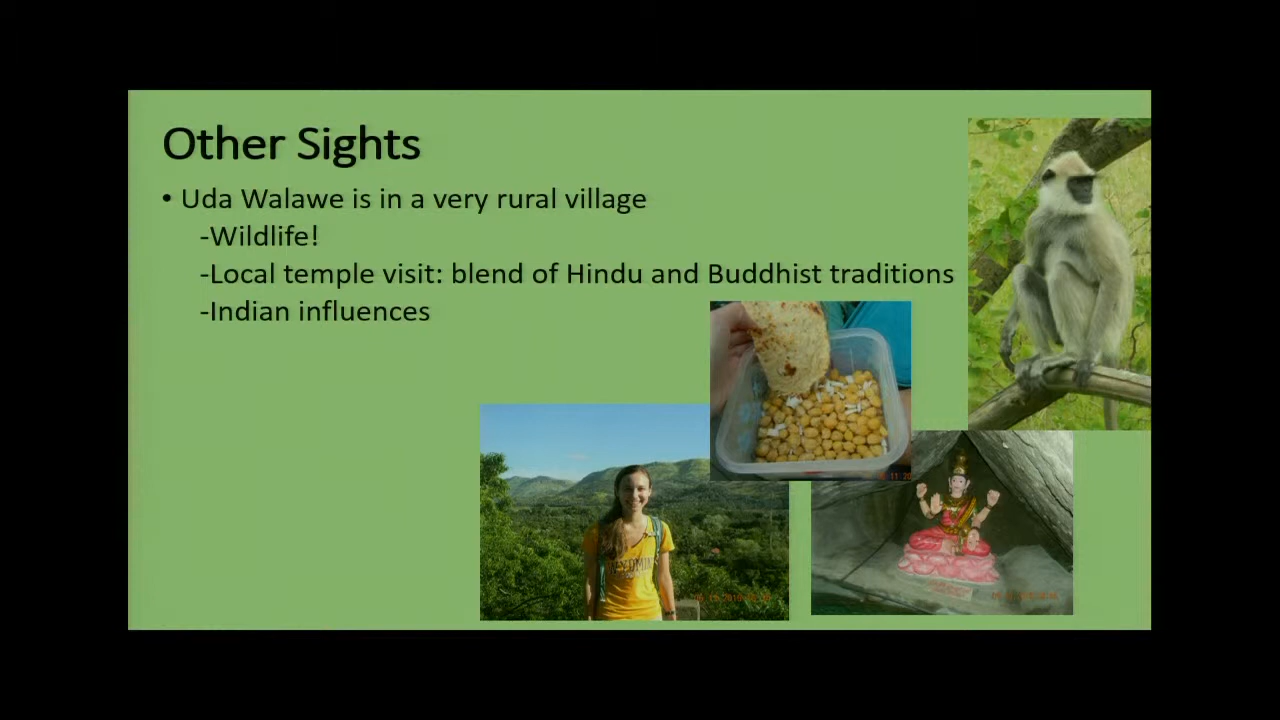 Other Sights
• Uda Walawe is in a very rural village
-Wildlife!
-Local temple visit: blend of Hindu and Buddhist traditions
-Indian influences